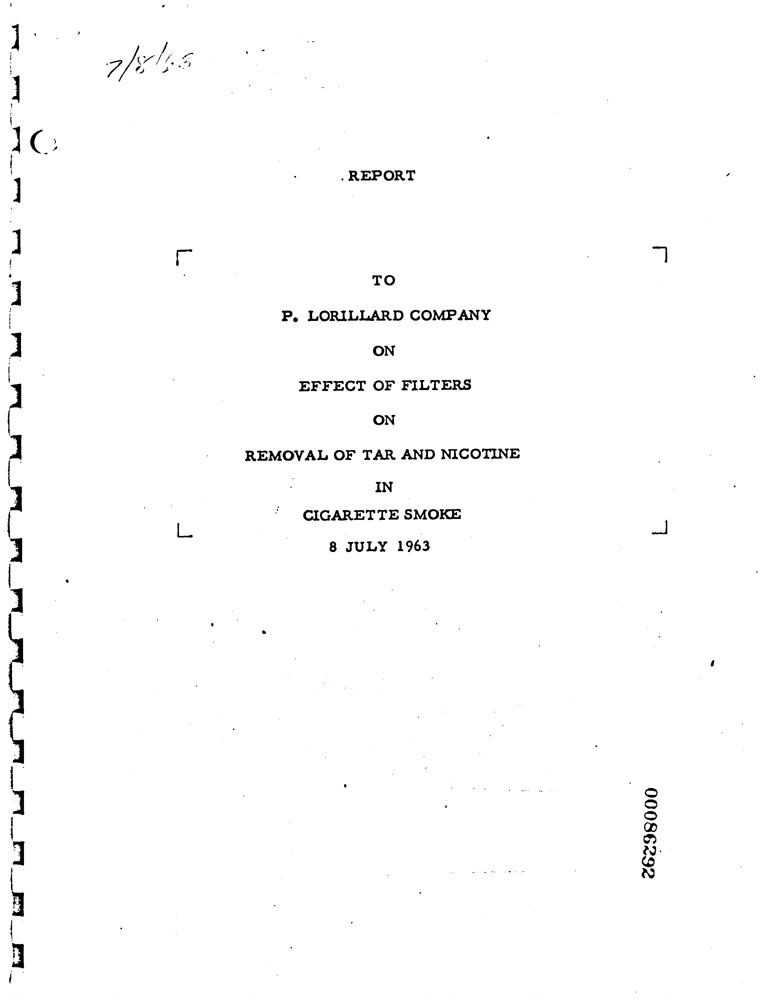 7/8/63
REPORT
TO
P. LORILLARD COMPANY
ON
EFFECT OF FILTERS
ON
REMOVAL OF TAR AND NICOTINE
IN
CIGARETTE SMOKE
8 JULY 1963
00086292